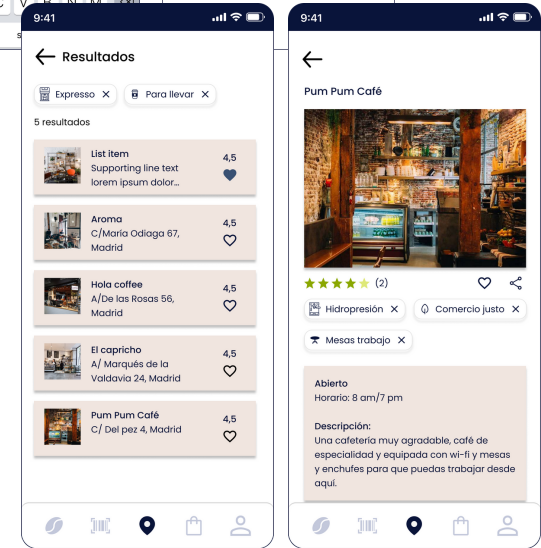 C V B N M
9:41
Resultados
Expresso X
Para llevar X
5 resultados
List item
Supporting line text
lorem ipsum dolor...
4,5
Aroma
C/Maria Odiaga 67,
Madrid
4,5
Hola coffee
A/De las Rosas 56,
Madrid
4,5
El capricho
A/ Marqués de la
Valdavia 24, Madrid
4,5
Pum Pum Café
C/ Del pez 4, Madrid
4,5
9:41
Pum Pum Café
(2)
Hidropresión X
Comercio justo X
Mesas trabajo X
Abierto
Horario: 8 am/7 pm
Descripción:
Una cafetería muy agradable, café de
especialidad y equipada con wi-fi y mesas
y enchufes para que puedas trabajar desde
aquí.